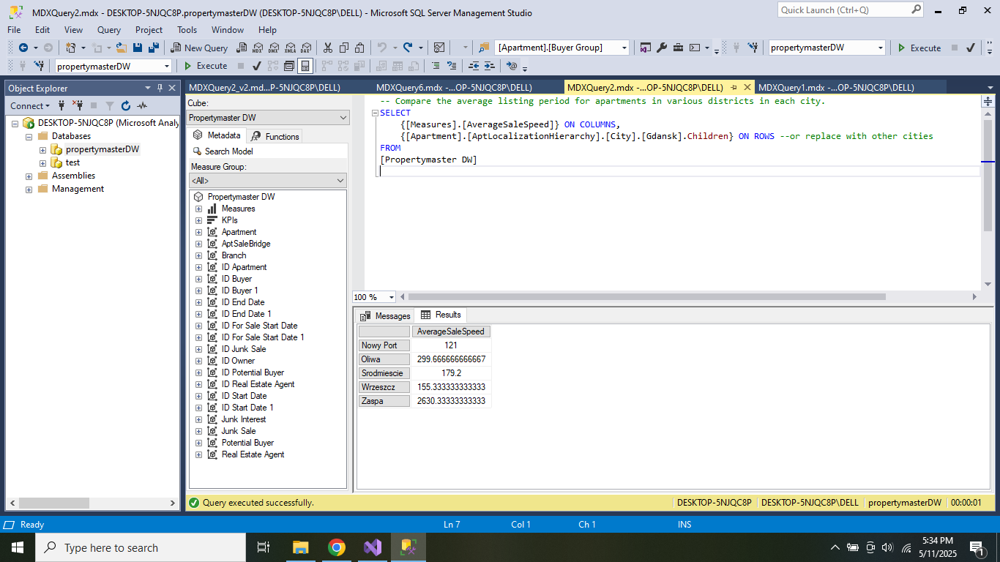 MDXQuery2.mdx - DESKTOP-5NJQC8P.propertymasterDW (DESKTOP-5NJQC8P\DELL) - Microsoft SQL Server Management Studio
Quick Launch (Ctrl+Q)
File Edit View Query Project Tools Window Help
New Query
MDX DMX XMLA DAX
[Apartment].[Buyer Group]
propertymasterDW
Execute
propertymasterDW
Execute
Object Explorer
Connect
DESKTOP-5NJQC8P (Microsoft Analy
Databases
propertymasterDW
test
Assemblies
Management
MDXQuery2_v2.md...P-5NJQC8P\DELL)
MDXQuery6.mdx -...OP-5NJQC8P\DELL)
MDXQuery2.mdx -...OP-5NJQC8P\DELL)
MDXQuery1.mdx -...OP-5NJQC8P\DELL)
Cube:
Propertymaster DW
Metadata
Functions
Search Model
Measure Group:
<All>
Propertymaster DW
Measures
KPIs
Apartment
AptSaleBridge
Branch
ID Apartment
ID Buyer
ID Buyer 1
ID End Date
ID End Date 1
ID For Sale Start Date
ID For Sale Start Date 1
ID Junk Sale
ID Owner
ID Potential Buyer
ID Real Estate Agent
ID Start Date
ID Start Date 1
Junk Interest
Junk Sale
Potential Buyer
Real Estate Agent
-- Compare the average listing period for apartments in various districts in each city.
SELECT
{[Measures].[AverageSaleSpeed]} ON COLUMNS,
{[Apartment].[AptLocalizationHierarchy].[City].[Gdansk].Children} ON ROWS --or replace with other cities
FROM
[Propertymaster DW]
100 %
Messages
Results
AverageSaleSpeed
Nowy Port 121
Oliwa 299.666666666667
Srodmiescie 179.2
Wrzeszcz 155.333333333333
Zaspa 2630.33333333333
Query executed successfully.
DESKTOP-5NJQC8P
DESKTOP-5NJQC8P\DELL
propertymasterDW
00:00:01
Ready
Ln 7
Col 1
Ch 1
INS
Type here to search
5:34 PM
5/11/2025
1